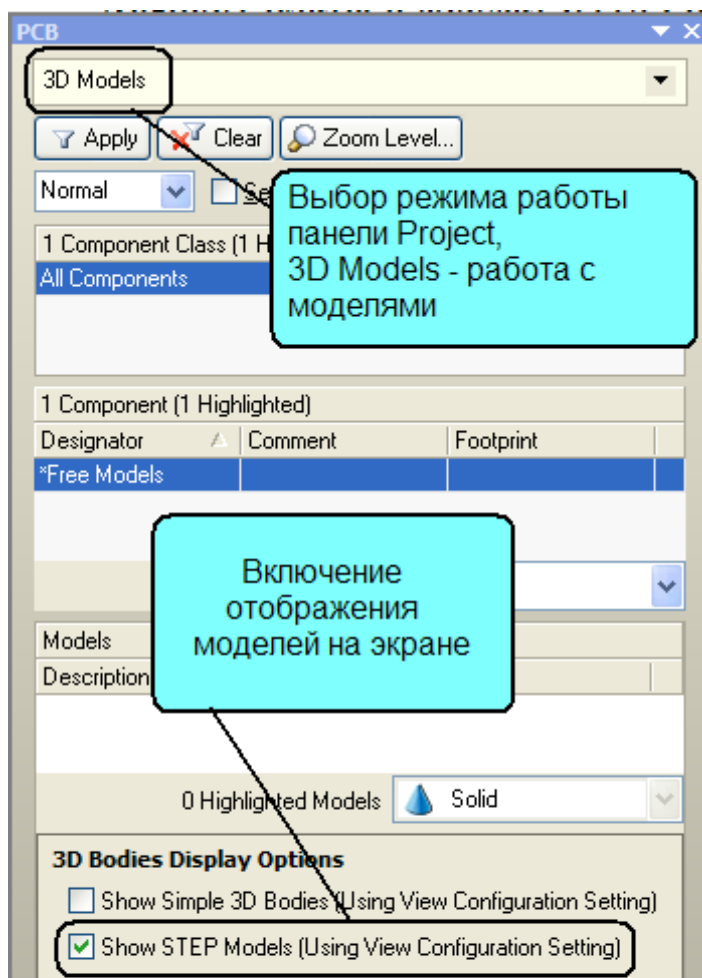 PCB
3D Models
Apply Clear Zoom Level...
Normal
Выбор режима работы
панели Project,
3D Models - работа с
моделями
1 Component Class (1 H
All Components
1 Component (1 Highlighted)
Designator Comment Footprint
*Free Models
Включение
отображения
моделей на экране
Models
Description
0 Highlighted Models Solid
3D Bodies Display Options
Show Simple 3D Bodies (Using View Configuration Setting)
Show STEP Models (Using View Configuration Setting)